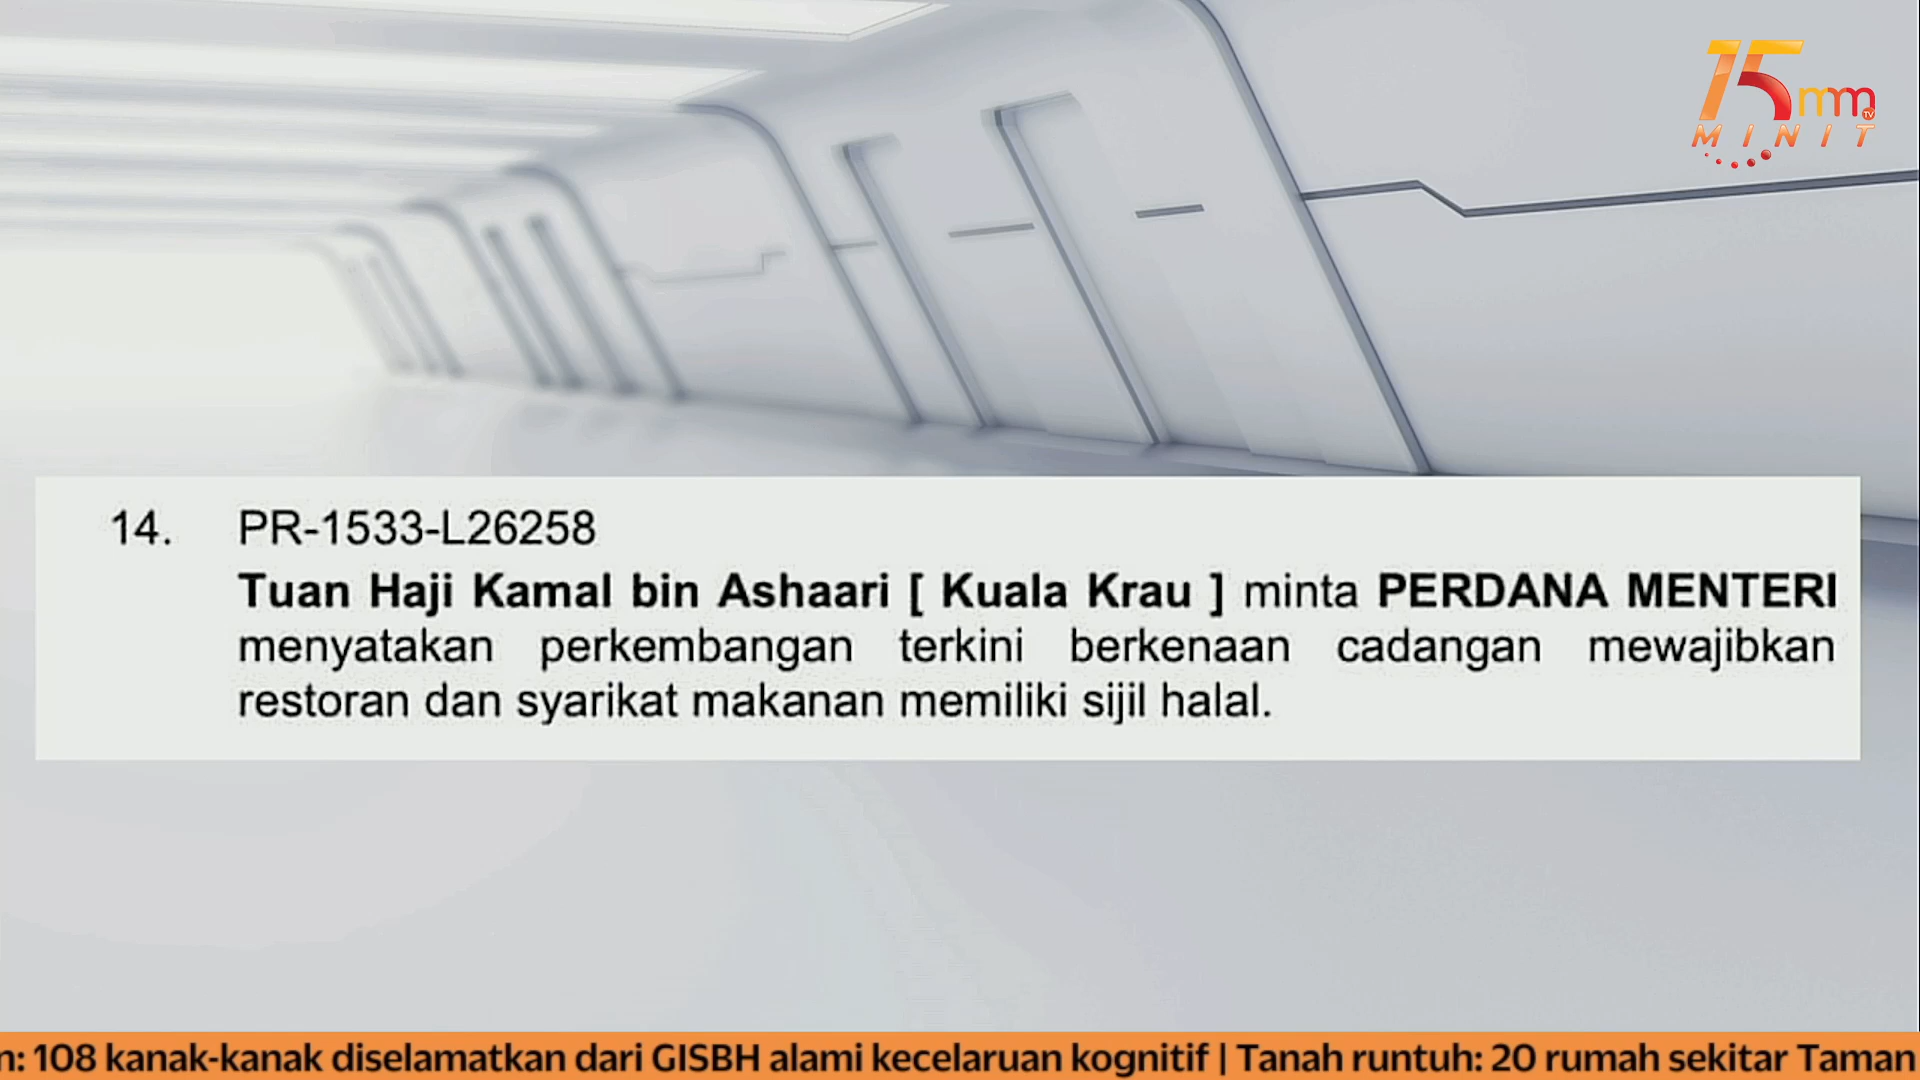 15
mm
TV
MINIT
14. PR-1533-L26258
Tuan Haji Kamal bin Ashaari [ Kuala Krau ] minta PERDANA MENTERI
menyatakan perkembangan terkini berkenaan cadangan mewajibkan
restoran dan syarikat makanan memiliki sijil halal.
n: 108 kanak-kanak diselamatkan dari GISBH alami kecelaruan kognitif | Tanah runtuh: 20 rumah sekitar Taman